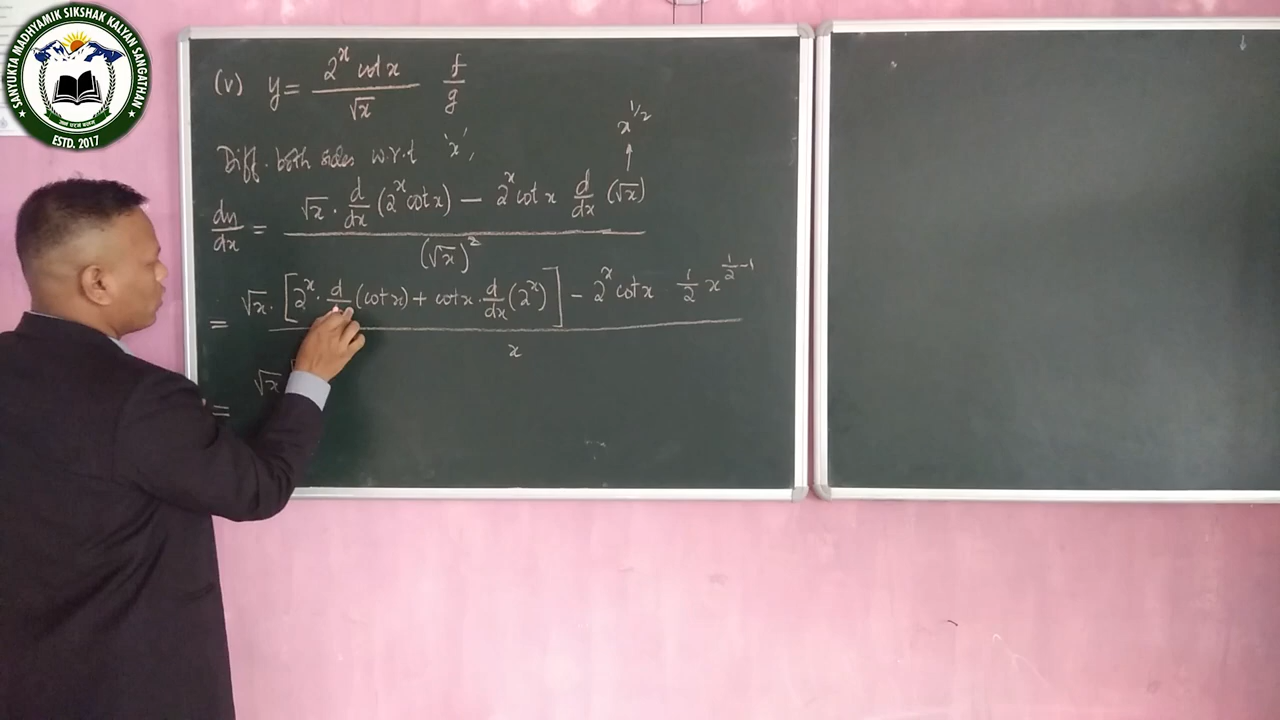 SANYUKTA MADHYAMIK SIKSHAK KALYAN SANGATHAN
ESTD. 2017
(v) y = 2^x cot x / √x f/g
Diff. both sides w.r.t 'x',
x^1/2
dy/dx = √x · d/dx (2^x cot x) − 2^x cot x d/dx (√x) / (√x)^2
= √x · [2^x · d/dx (cot x) + cot x · d/dx (2^x)] − 2^x cot x 1/2 x^(1/2 − 1) / x
= √x